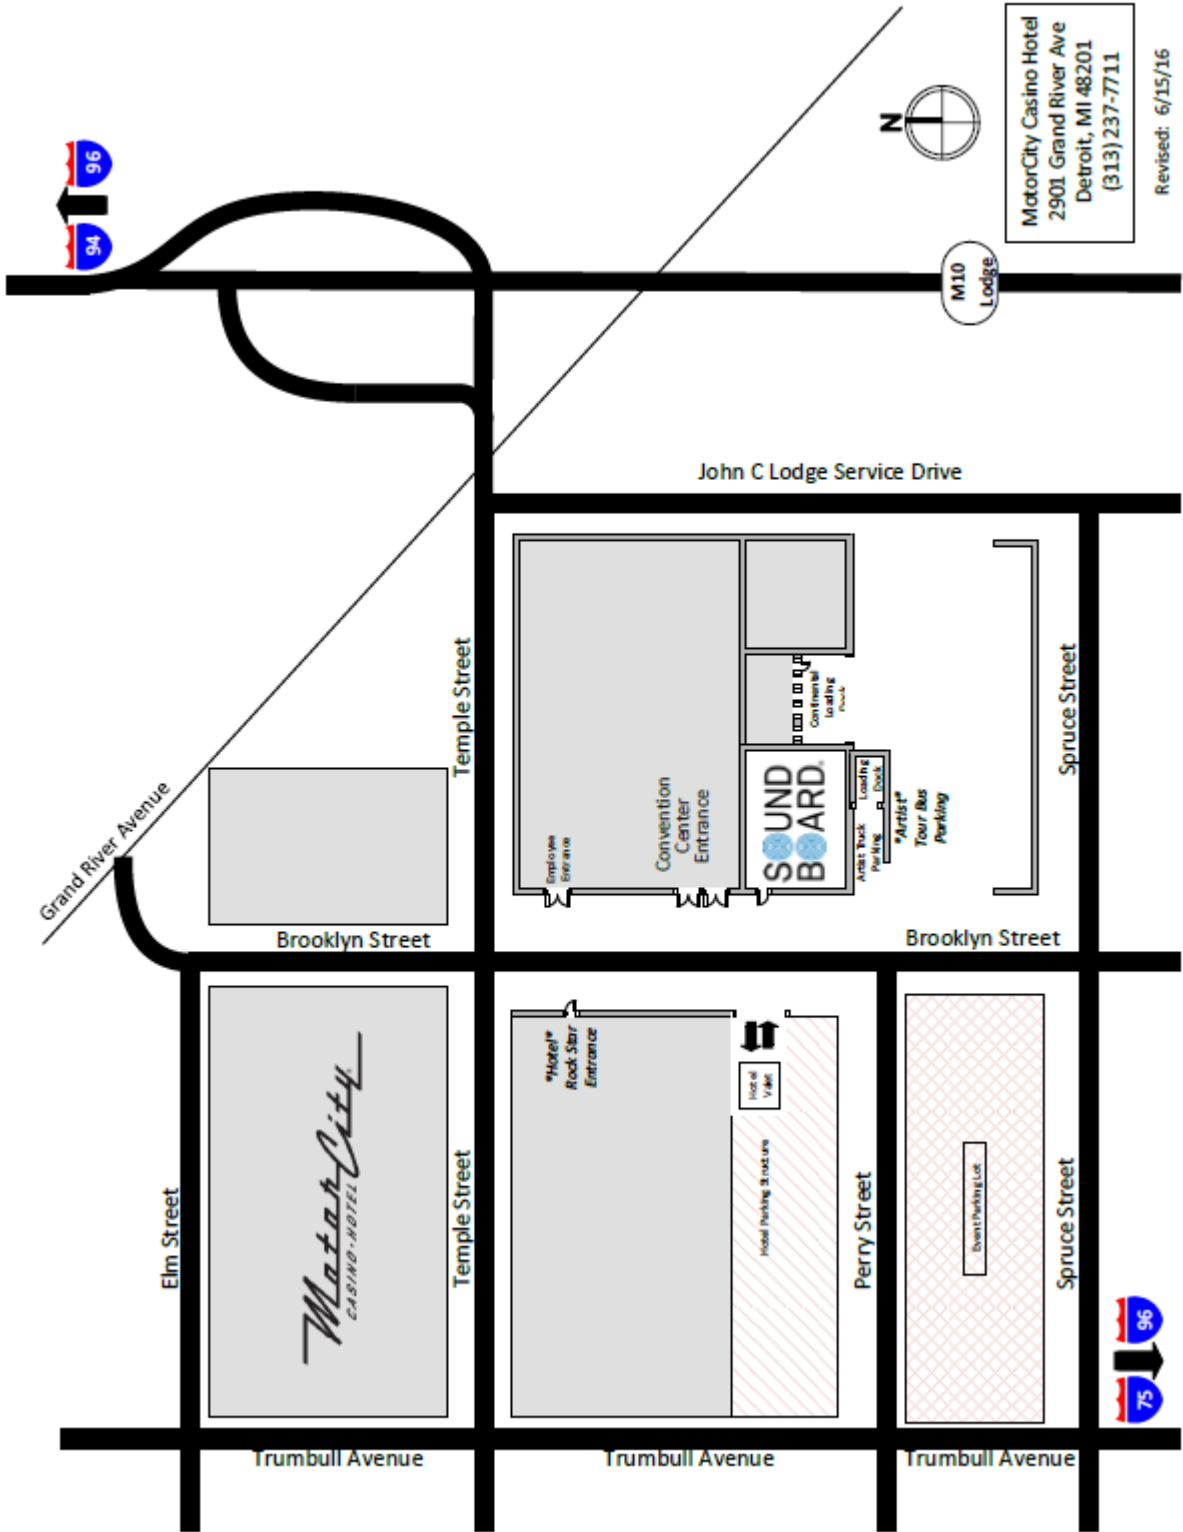 MotorCity Casino Hotel
2901 Grand River Ave
Detroit, MI 48201
(313) 237-7711
Revised: 6/15/16
N
96
94
M10
Lodge
Grand River Avenue
John C Lodge Service Drive
Temple Street
Spruce Street
Employee
Entrance
Convention
Center
Entrance
SOUND
BOARD.
Continental
Loading
Dock
Loading
Dock
Artist Truck
Parking
*Artist*
Tour Bus
Parking
Brooklyn Street
Brooklyn Street
*Hotel*
Rock Star
Entrance
Hotel
Valet
Hotel Parking Structure
MotorCity
CASINO·HOTEL
Elm Street
Temple Street
Perry Street
Event Parking Lot
Spruce Street
96
75
Trumbull Avenue
Trumbull Avenue
Trumbull Avenue